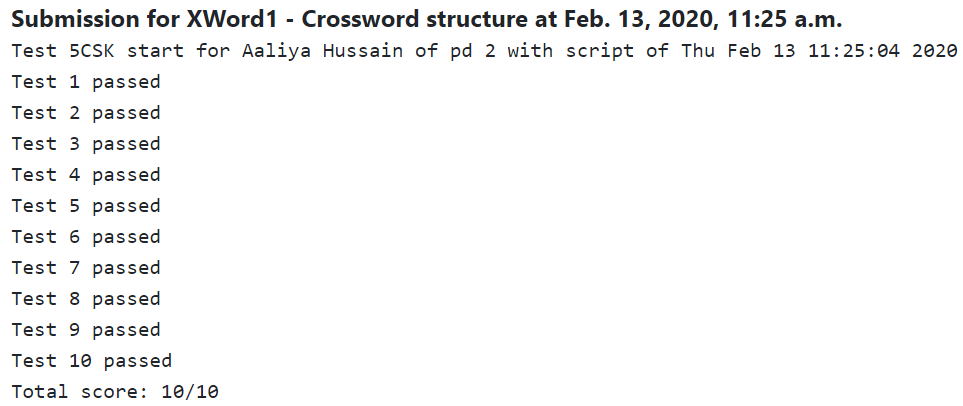 Submission for XWord1 - Crossword structure at Feb. 13, 2020, 11:25 a.m.
Test 5CSK start for Aaliya Hussain of pd 2 with script of Thu Feb 13 11:25:04 2020
Test 1 passed
Test 2 passed
Test 3 passed
Test 4 passed
Test 5 passed
Test 6 passed
Test 7 passed
Test 8 passed
Test 9 passed
Test 10 passed
Total score: 10/10